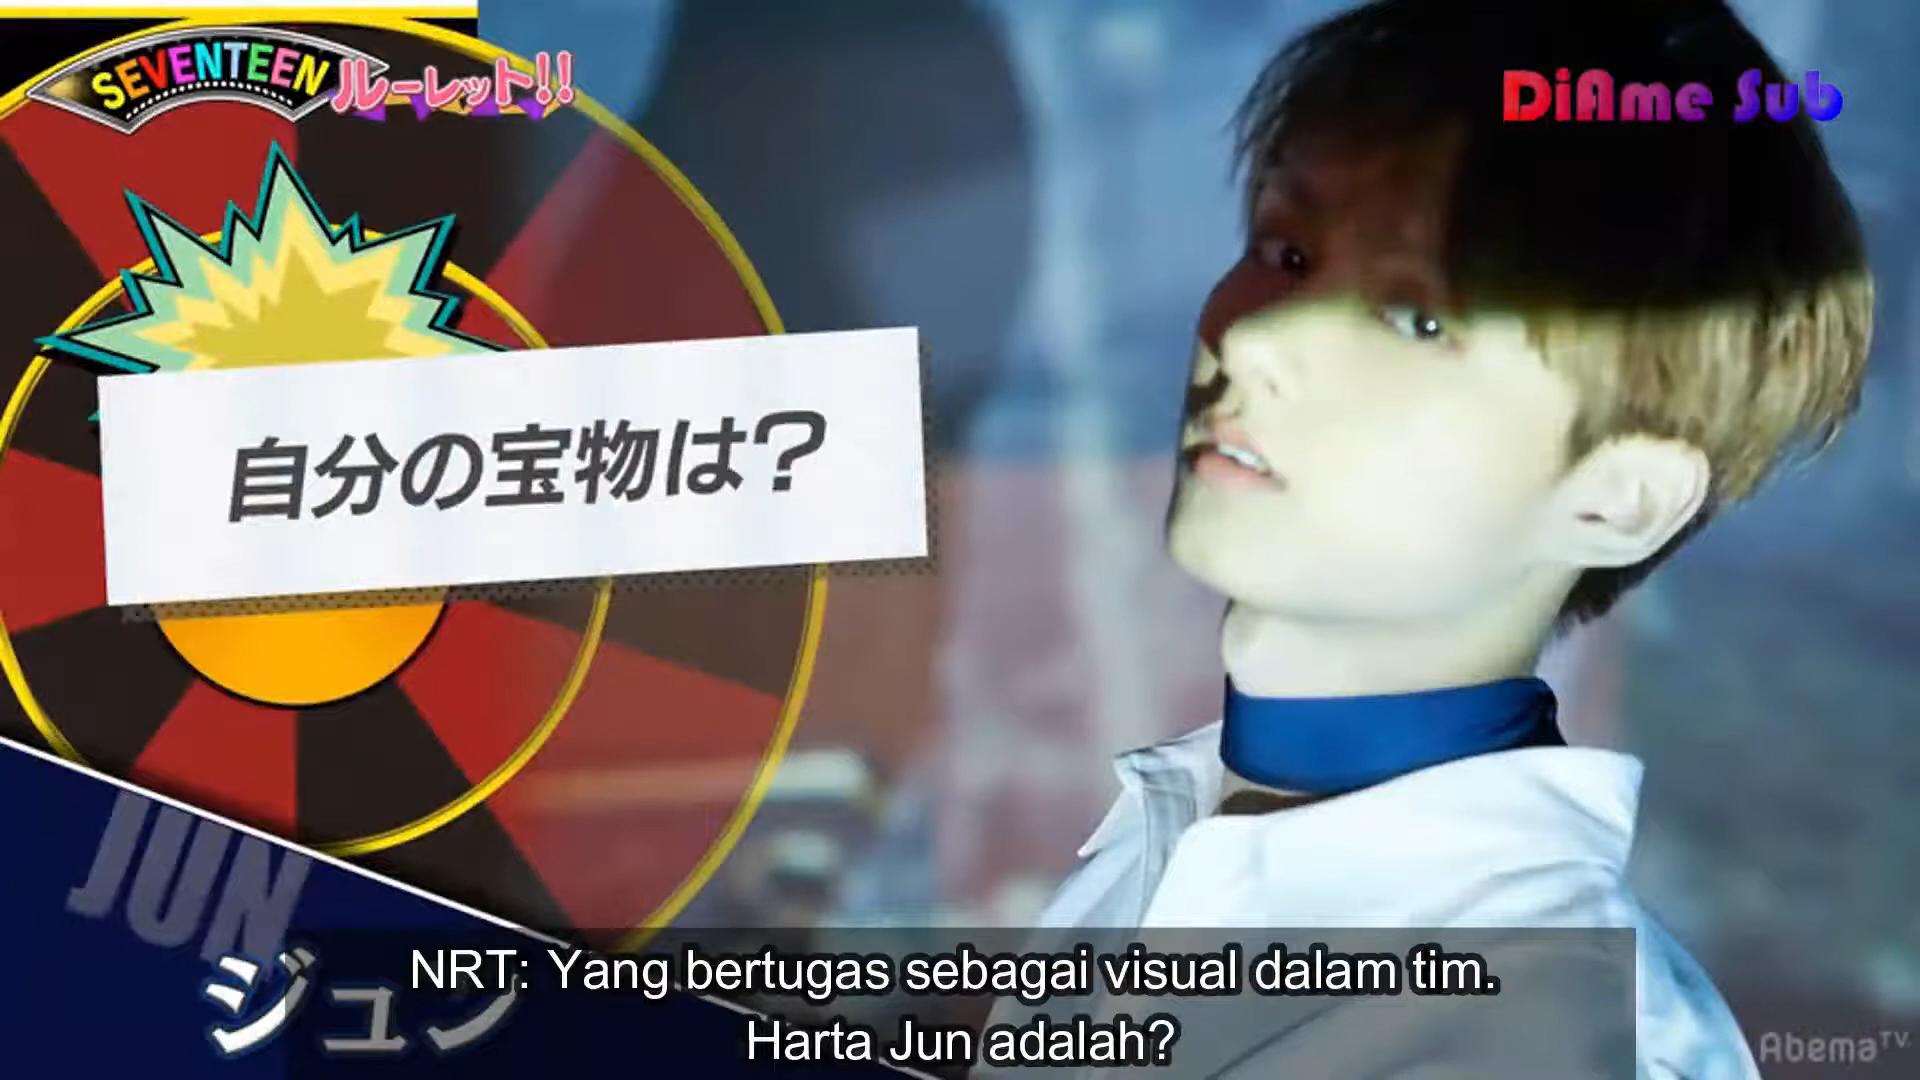 SEVENTEENルーレット!!
DiAme Sub
自分の宝物は?
JUN
ジュン
NRT: Yang bertugas sebagai visual dalam tim.
Harta Jun adalah?
AbemaTV.